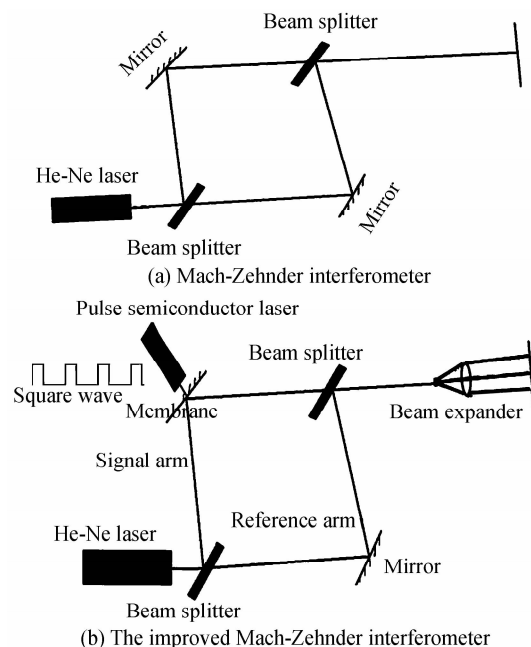 Beam splitter
Mirror
He-Ne laser
Mirror
Beam splitter
(a) Mach-Zehnder interferometer
Pulse semiconductor laser
Beam splitter
Square wave
Mcmbranc
Beam expander
Signal arm
Reference arm
He-Ne laser
Mirror
Beam splitter
(b) The improved Mach-Zehnder interferometer